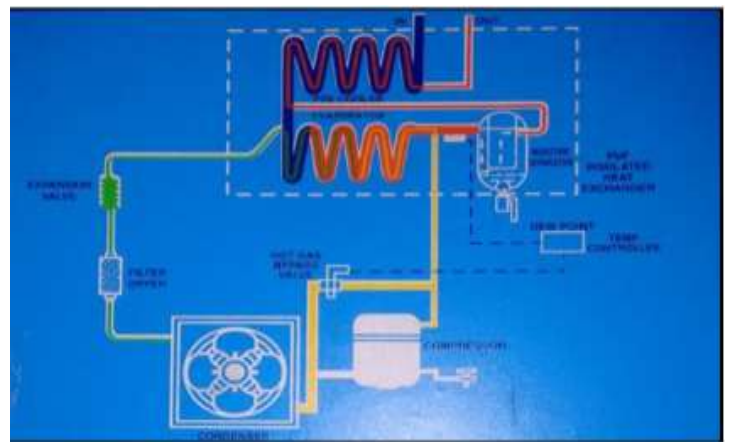 IN
OUT
PRE COOLER
EVAPORATOR
WATER
SEPARATOR
PUF
INSULATED
HEAT
EXCHANGER
EXPANSION
VALVE
DEW POINT
TEMP
CONTROLLER
HOT GAS
BYPASS
VALVE
FILTER
DRYER
COMPRESSOR
CONDENSER